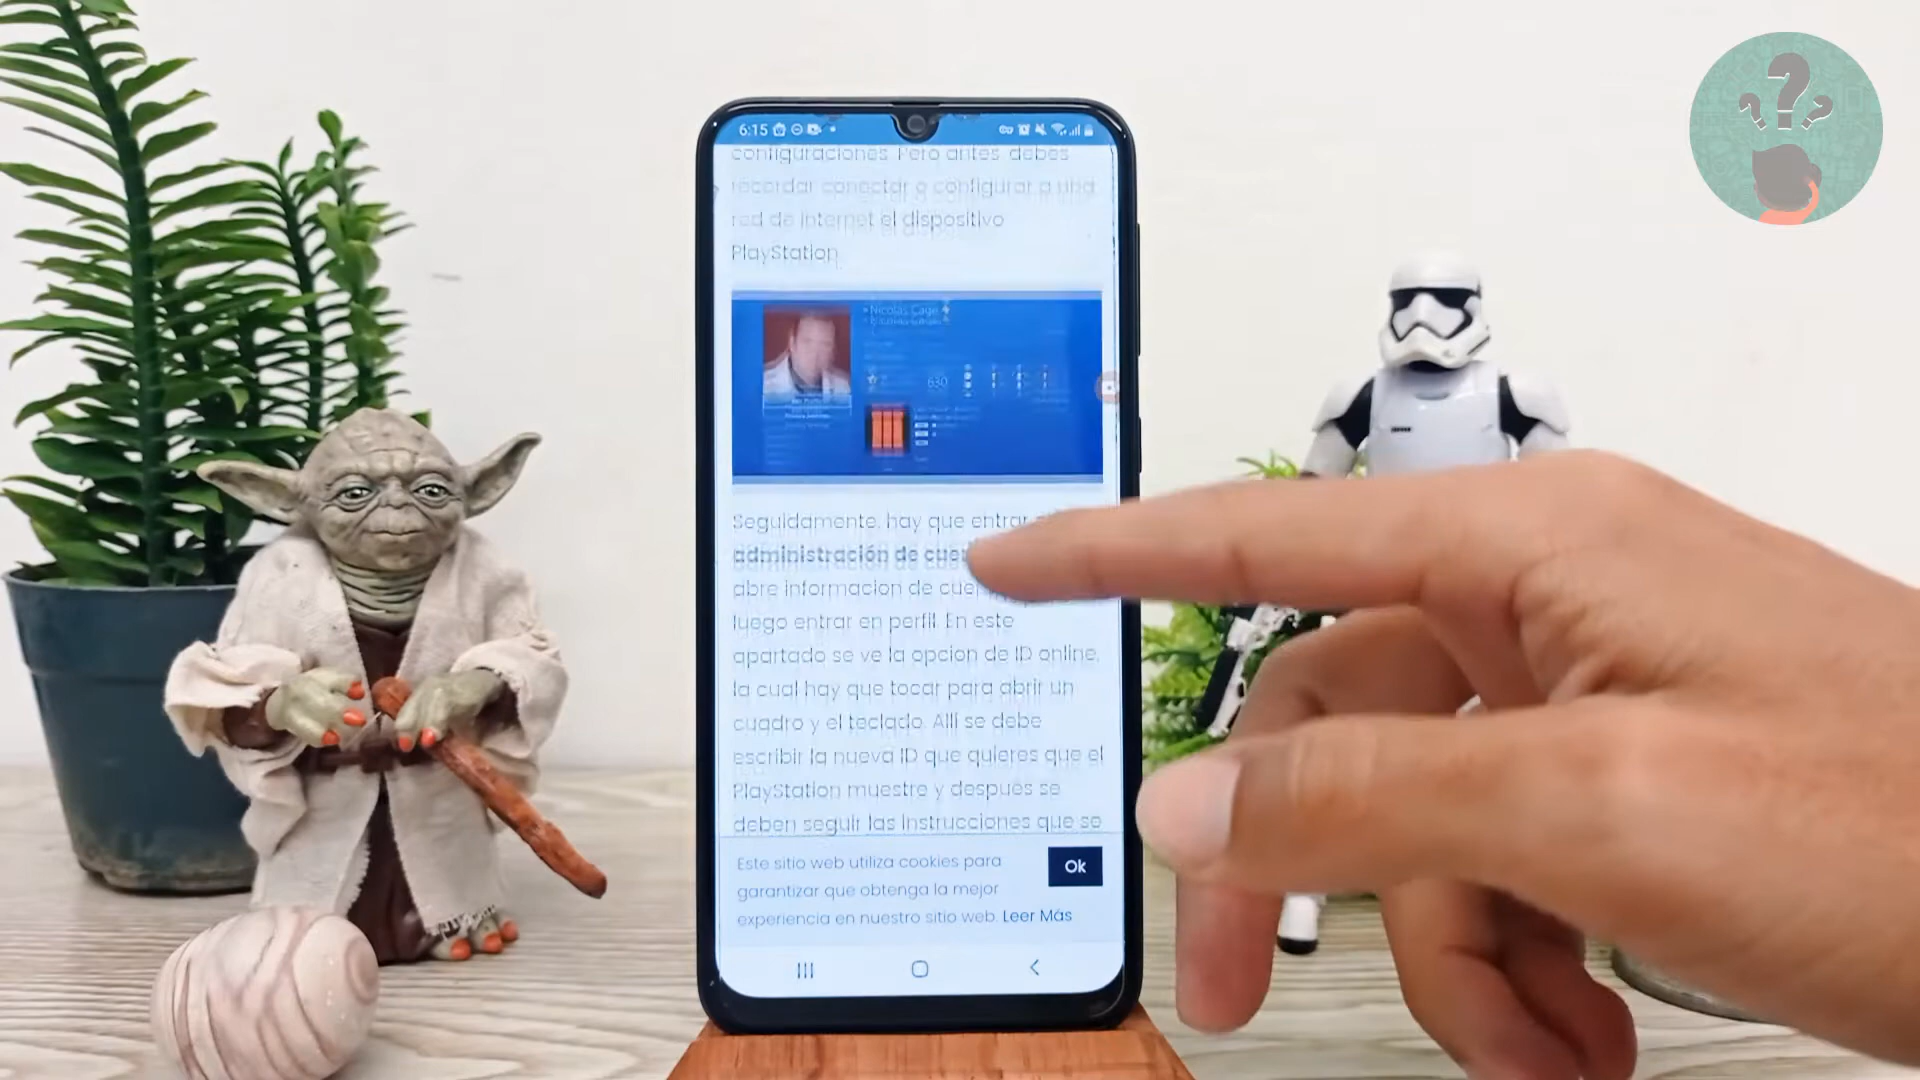 6:15
configuraciones. Pero antes, debes
recordar conectar o configurar a una
red de internet el dispositivo
PlayStation.
Nicolas Cage
630
Seguidamente, hay que entrar
administración de
abre informacion de
luego entrar en perfil. En este
apartado se ve la opcion de ID online,
la cual hay que tocar para abrir un
cuadro y el teclado. Allí se debe
escribir la nueva ID que quieres que el
PlayStation muestre y después se
deben seguir las instrucciones que se
Este sitio web utiliza cookies para
garantizar que obtenga la mejor
experiencia en nuestro sitio web. Leer Más
Ok